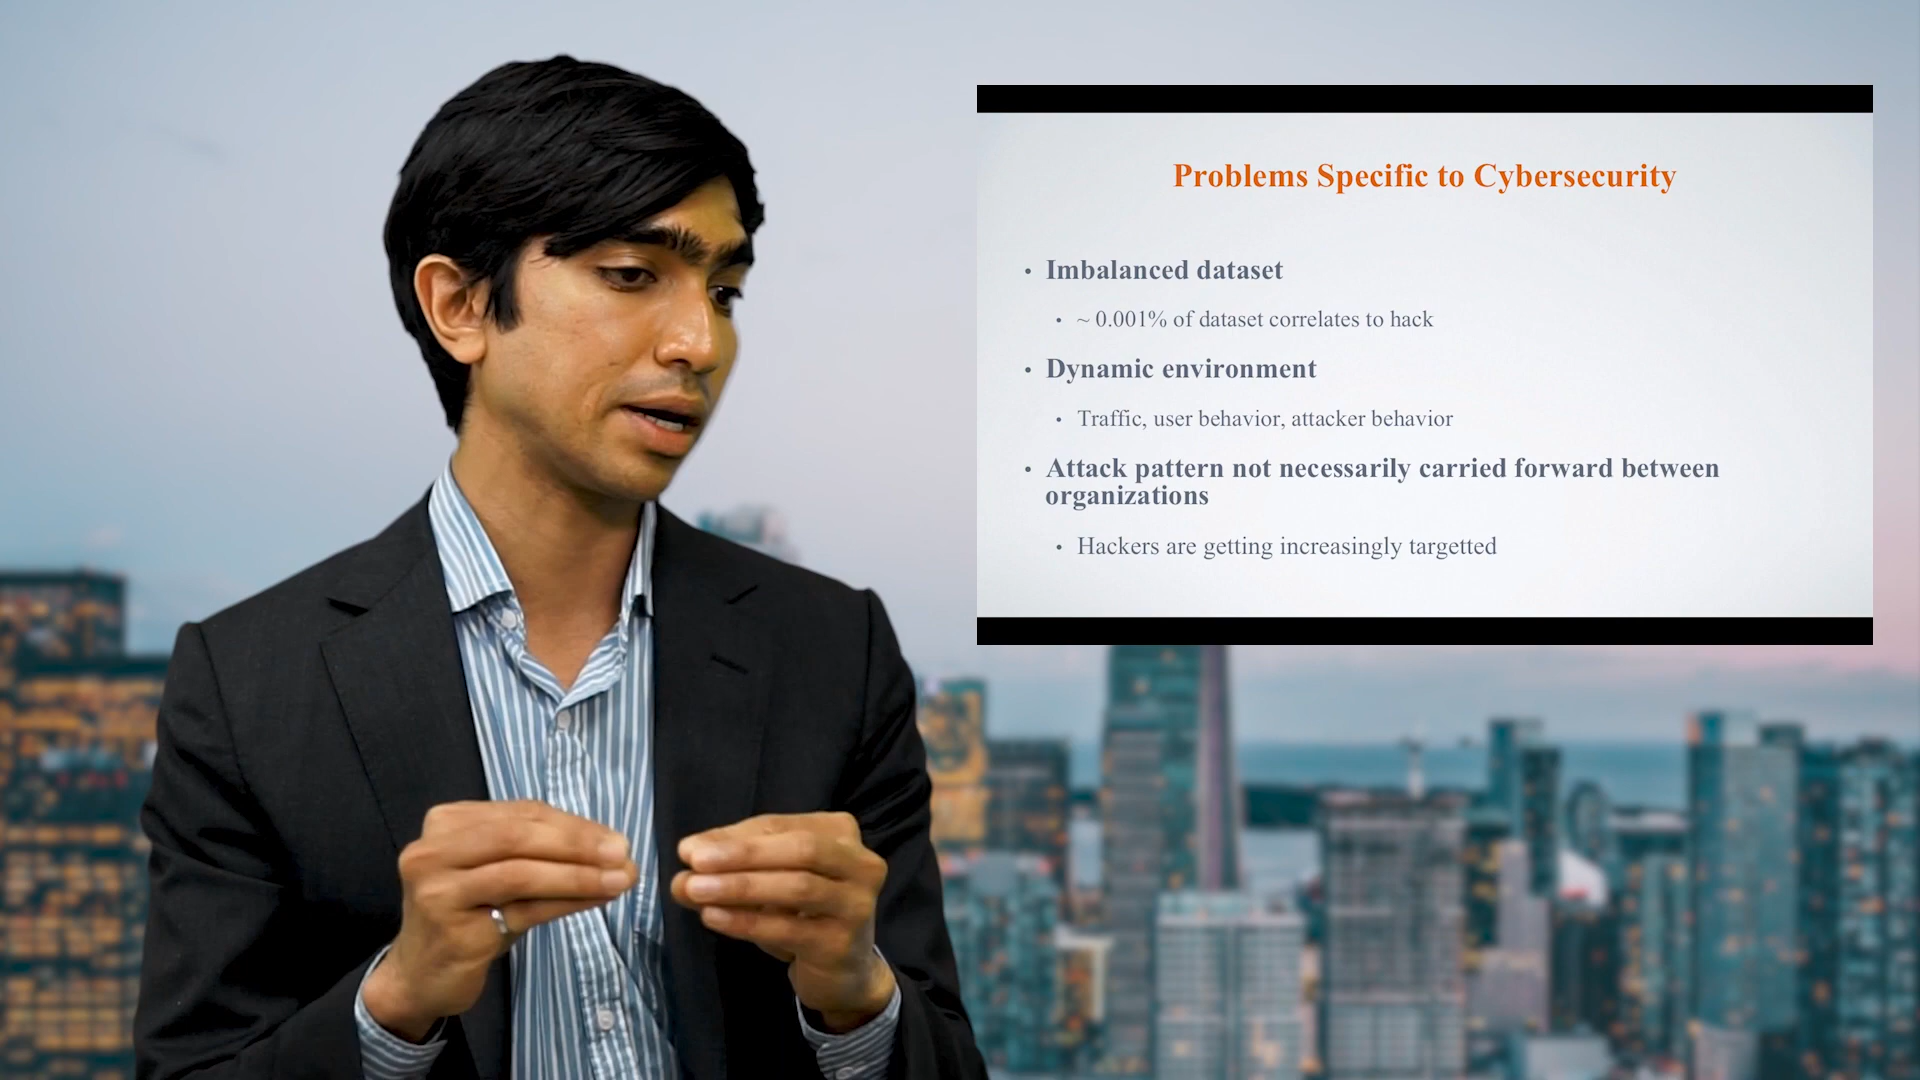 Problems Specific to Cybersecurity
• Imbalanced dataset
• ~ 0.001% of dataset correlates to hack
• Dynamic environment
• Traffic, user behavior, attacker behavior
• Attack pattern not necessarily carried forward between
organizations
• Hackers are getting increasingly targetted